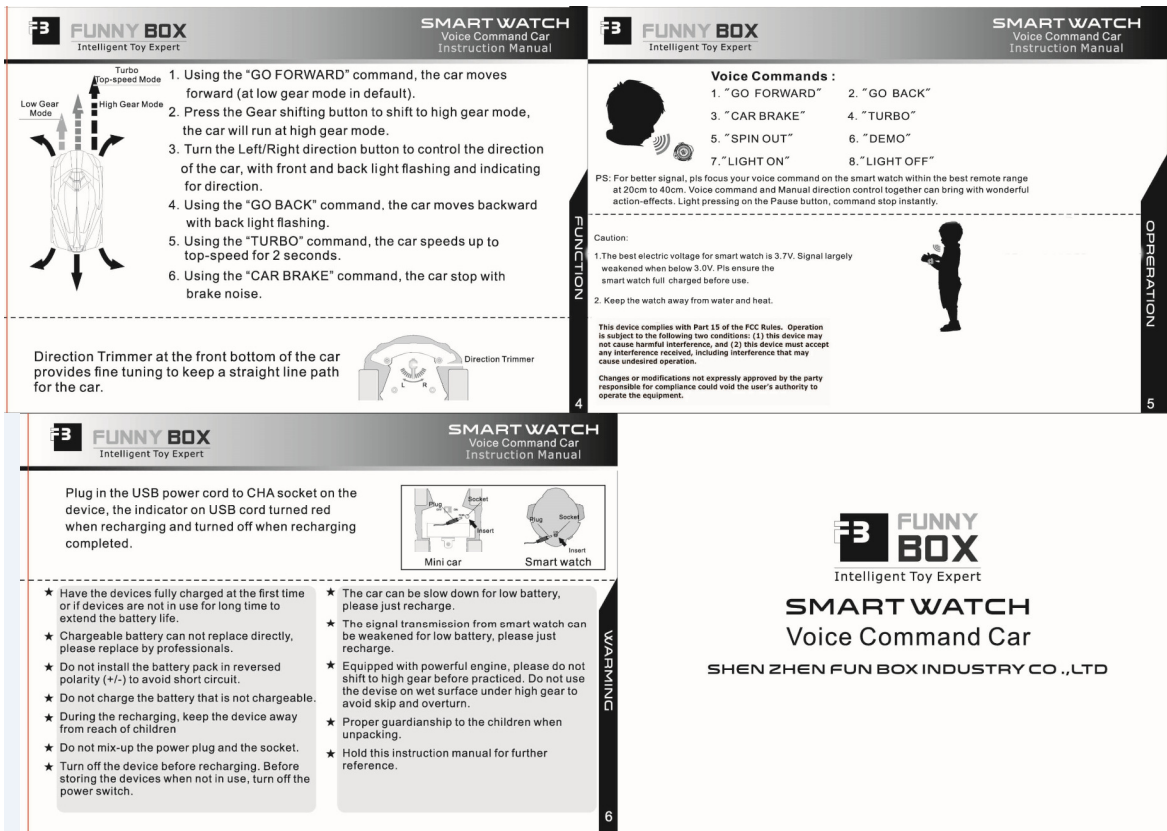 FB FUNNY BOX
Intelligent Toy Expert
SMART WATCH
Voice Command Car
Instruction Manual
Turbo
Top-speed Mode
Low Gear
Mode
High Gear Mode
1. Using the “GO FORWARD” command, the car moves
forward (at low gear mode in default).
2. Press the Gear shifting button to shift to high gear mode,
the car will run at high gear mode.
3. Turn the Left/Right direction button to control the direction
of the car, with front and back light flashing and indicating
for direction.
4. Using the “GO BACK” command, the car moves backward
with back light flashing.
5. Using the “TURBO” command, the car speeds up to
top-speed for 2 seconds.
6. Using the “CAR BRAKE” command, the car stop with
brake noise.
FUNCTION
Direction Trimmer at the front bottom of the car
provides fine tuning to keep a straight line path
for the car.
Direction Trimmer
L R
4
FB FUNNY BOX
Intelligent Toy Expert
SMART WATCH
Voice Command Car
Instruction Manual
Voice Commands :
1. ″GO FORWARD″ 2. ″GO BACK″
3. ″CAR BRAKE″ 4. ″TURBO″
5. ″SPIN OUT″ 6. ″DEMO″
7.″LIGHT ON″ 8.″LIGHT OFF″
PS: For better signal, pls focus your voice command on the smart watch within the best remote range
at 20cm to 40cm. Voice command and Manual direction control together can bring with wonderful
action-effects. Light pressing on the Pause button, command stop instantly.
Caution:
1.The best electric voltage for smart watch is 3.7V. Signal largely
weakened when below 3.0V. Pls ensure the
smart watch full charged before use.
2. Keep the watch away from water and heat.
This device complies with Part 15 of the FCC Rules. Operation
is subject to the following two conditions: (1) this device may
not cause harmful interference, and (2) this device must accept
any interference received, including interference that may
cause undesired operation.
Changes or modifications not expressly approved by the party
responsible for compliance could void the user's authority to
operate the equipment.
OPRERATION
5
FB FUNNY BOX
Intelligent Toy Expert
SMART WATCH
Voice Command Car
Instruction Manual
Plug in the USB power cord to CHA socket on the
device, the indicator on USB cord turned red
when recharging and turned off when recharging
completed.
Plug
Socket
Insert
Mini car
Plug
Socket
Insert
Smart watch
★ Have the devices fully charged at the first time
or if devices are not in use for long time to
extend the battery life.
★ Chargeable battery can not replace directly,
please replace by professionals.
★ Do not install the battery pack in reversed
polarity (+/-) to avoid short circuit.
★ Do not charge the battery that is not chargeable.
★ During the recharging, keep the device away
from reach of children
★ Do not mix-up the power plug and the socket.
★ Turn off the device before recharging. Before
storing the devices when not in use, turn off the
power switch.
★ The car can be slow down for low battery,
please just recharge.
★ The signal transmission from smart watch can
be weakened for low battery, please just
recharge.
★ Equipped with powerful engine, please do not
shift to high gear before practiced. Do not use
the devise on wet surface under high gear to
avoid skip and overturn.
★ Proper guardianship to the children when
unpacking.
★ Hold this instruction manual for further
reference.
WARMING
6
FB FUNNY
BOX
Intelligent Toy Expert
SMART WATCH
Voice Command Car
SHEN ZHEN FUN BOX INDUSTRY CO .,LTD